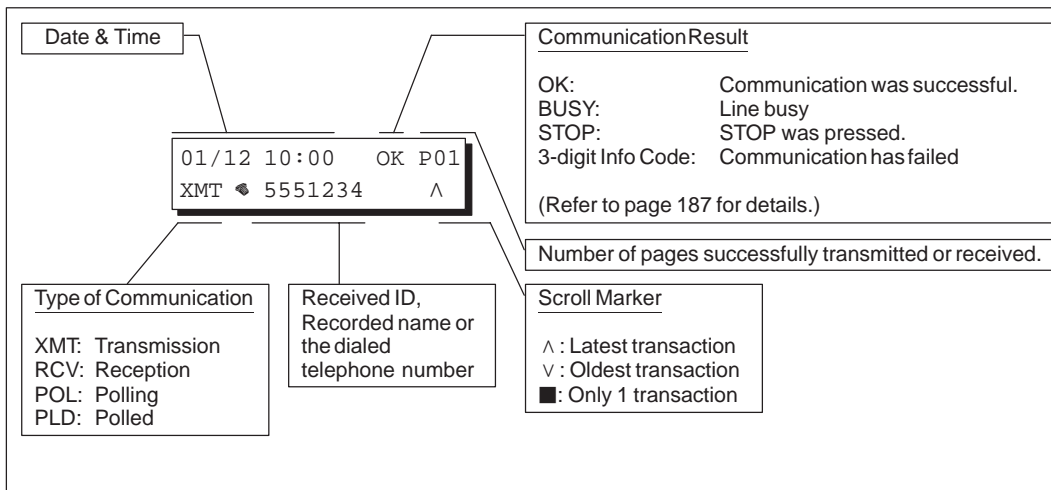 Date & Time
Communication Result
OK: Communication was successful.
BUSY: Line busy
STOP: STOP was pressed.
3-digit Info Code: Communication has failed
(Refer to page 187 for details.)
01/12 10:00 OK P01
XMT 5551234 ∧
Number of pages successfully transmitted or received.
Type of Communication
XMT: Transmission
RCV: Reception
POL: Polling
PLD: Polled
Received ID,
Recorded name or
the dialed
telephone number
Scroll Marker
∧ : Latest transaction
∨ : Oldest transaction
■: Only 1 transaction